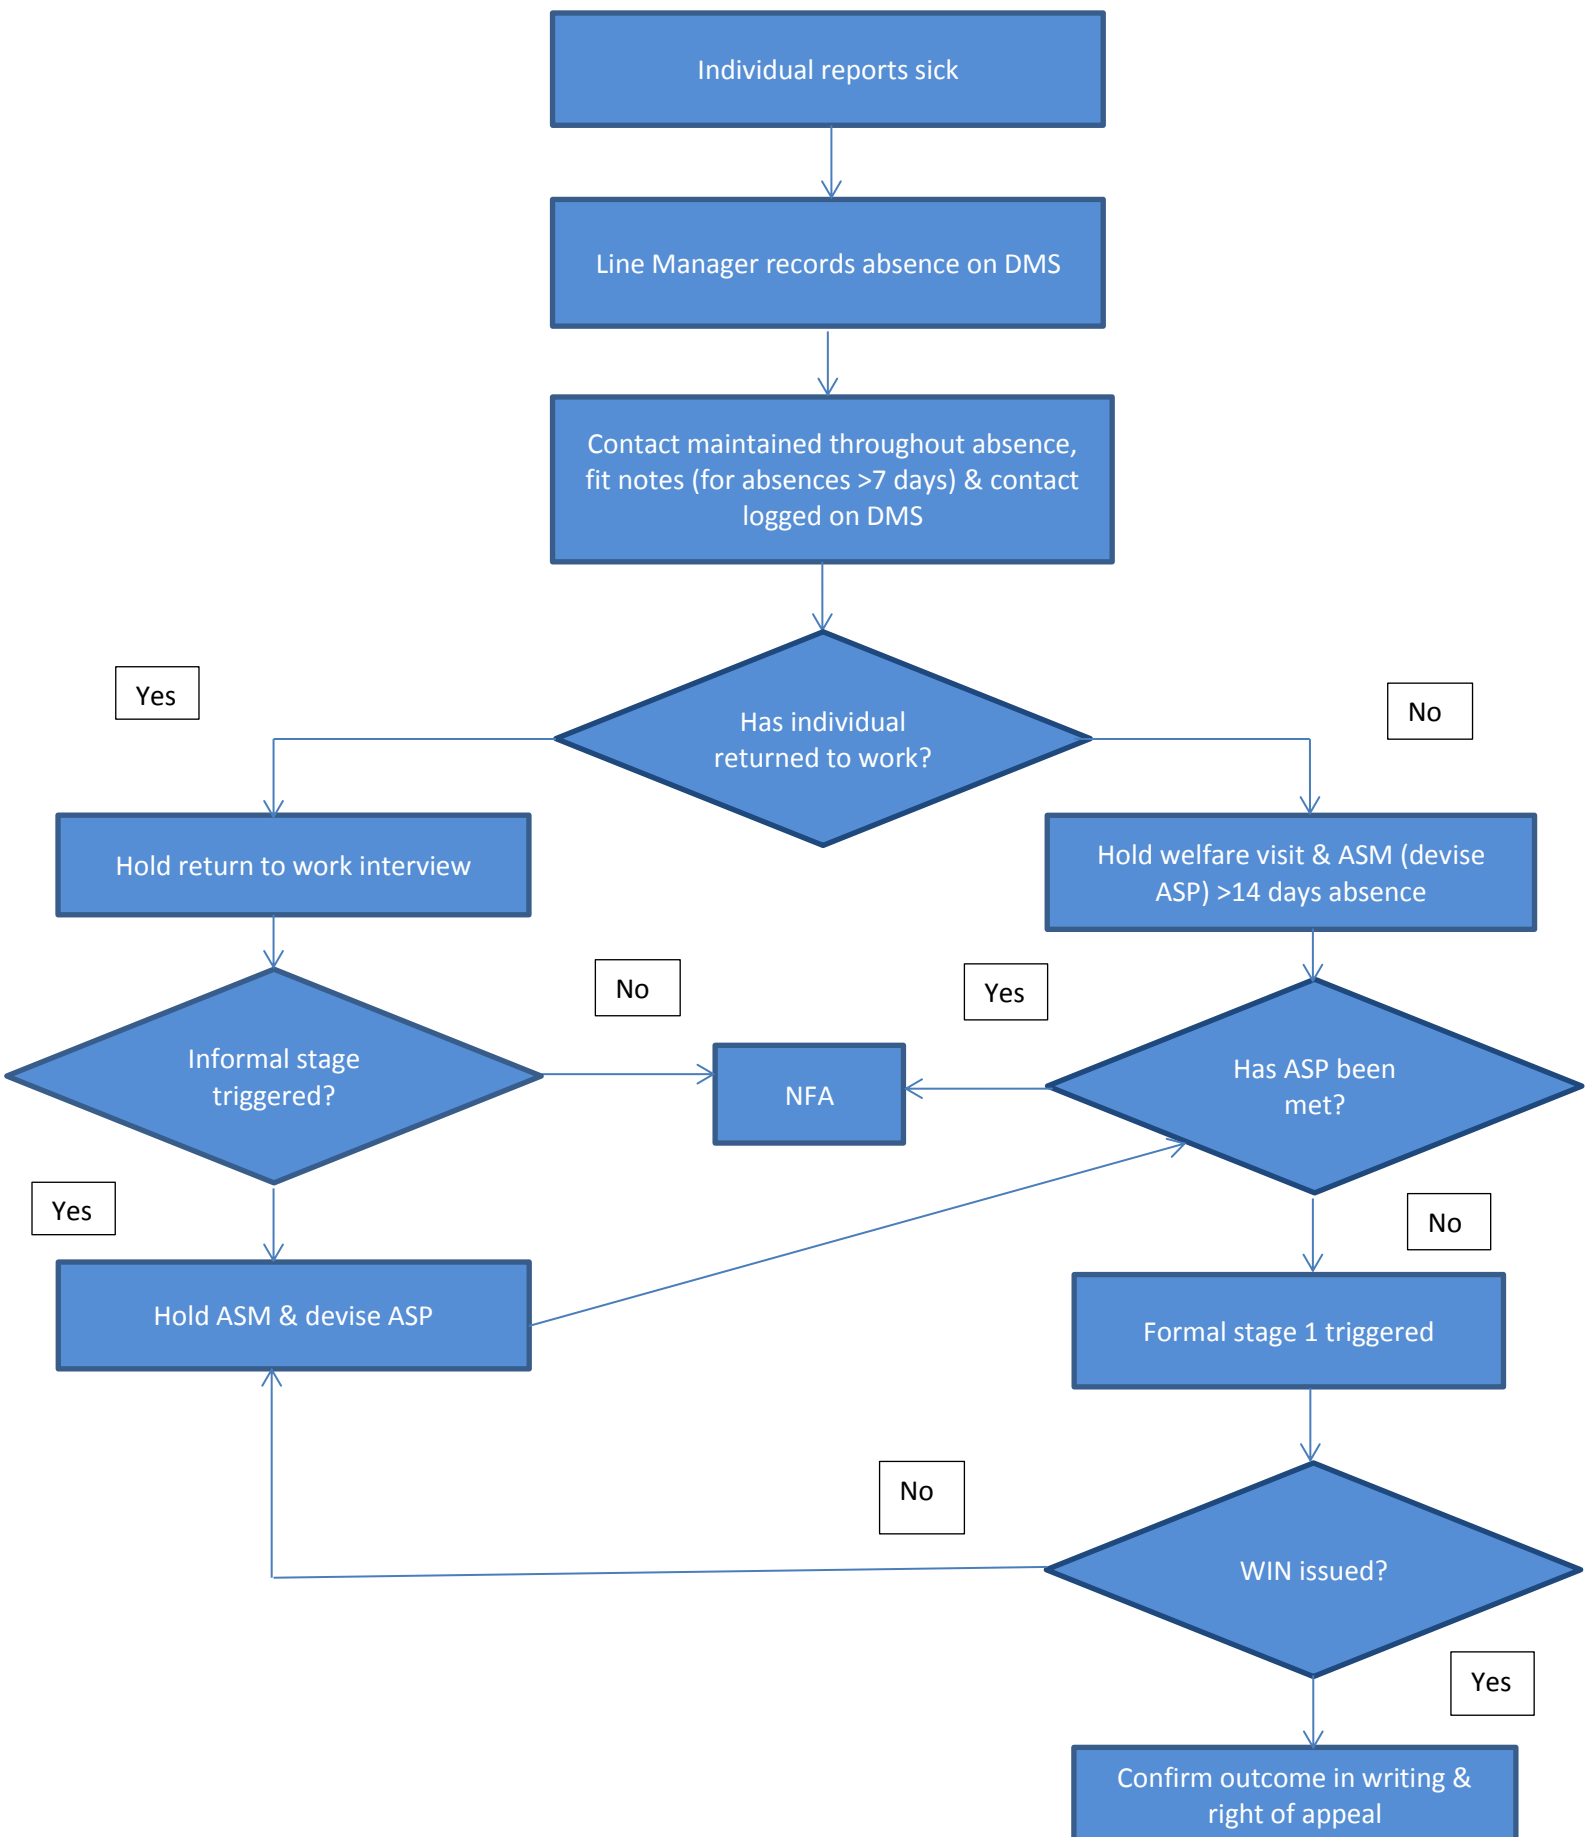 Individual reports sick
Line Manager records absence on DMS
Contact maintained throughout absence,
fit notes (for absences >7 days) & contact
logged on DMS
Yes
Has individual
returned to work?
No
Hold return to work interview
Hold welfare visit & ASM (devise
ASP) >14 days absence
No
Yes
Informal stage
triggered?
NFA
Has ASP been
met?
Yes
No
Hold ASM & devise ASP
Formal stage 1 triggered
No
WIN issued?
Yes
Confirm outcome in writing &
right of appeal